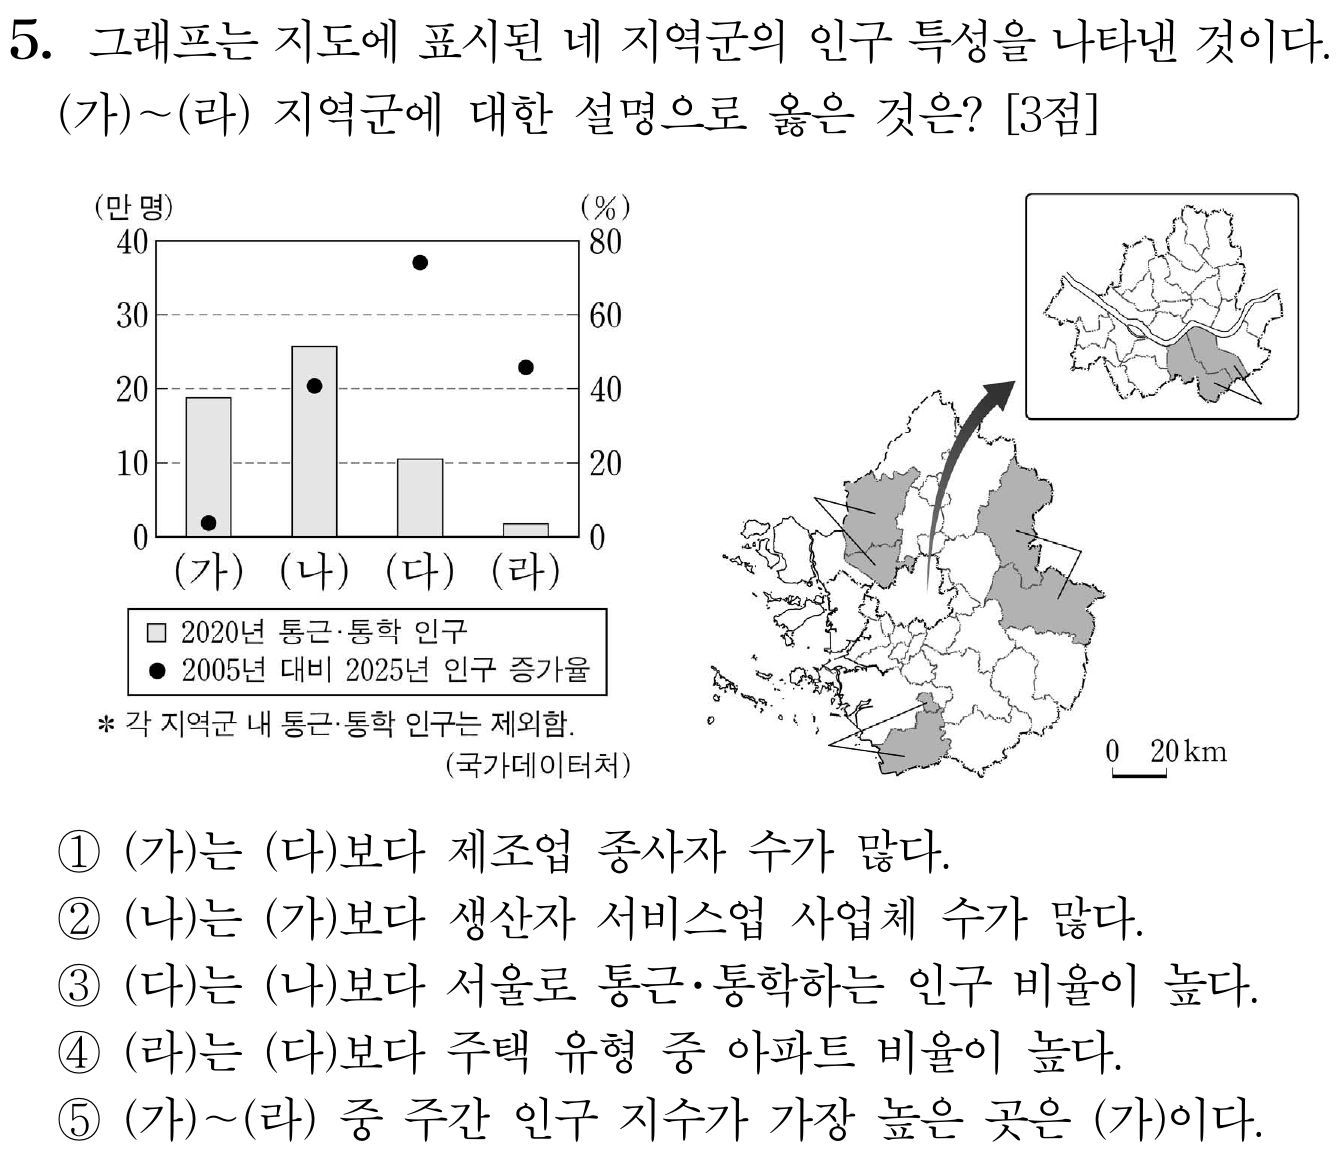 5. 그래프는 지도에 표시된 네 지역군의 인구 특성을 나타낸 것이다.
(가)~(라) 지역군에 대한 설명으로 옳은 것은? [3점]
(만 명)
(%)
40
30
20
10
0
80
60
40
20
0
(가) (나) (다) (라)
2020년 통근·통학 인구
2005년 대비 2025년 인구 증가율
* 각 지역군 내 통근·통학 인구는 제외함.
(국가데이터처)
0 20km
① (가)는 (다)보다 제조업 종사자 수가 많다.
② (나)는 (가)보다 생산자 서비스업 사업체 수가 많다.
③ (다)는 (나)보다 서울로 통근·통학하는 인구 비율이 높다.
④ (라)는 (다)보다 주택 유형 중 아파트 비율이 높다.
⑤ (가)~(라) 중 주간 인구 지수가 가장 높은 곳은 (가)이다.